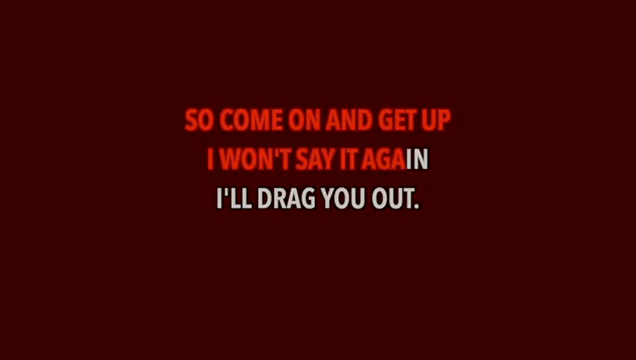 SO COME ON AND GET UP
I WON'T SAY IT AGAIN
I'LL DRAG YOU OUT.